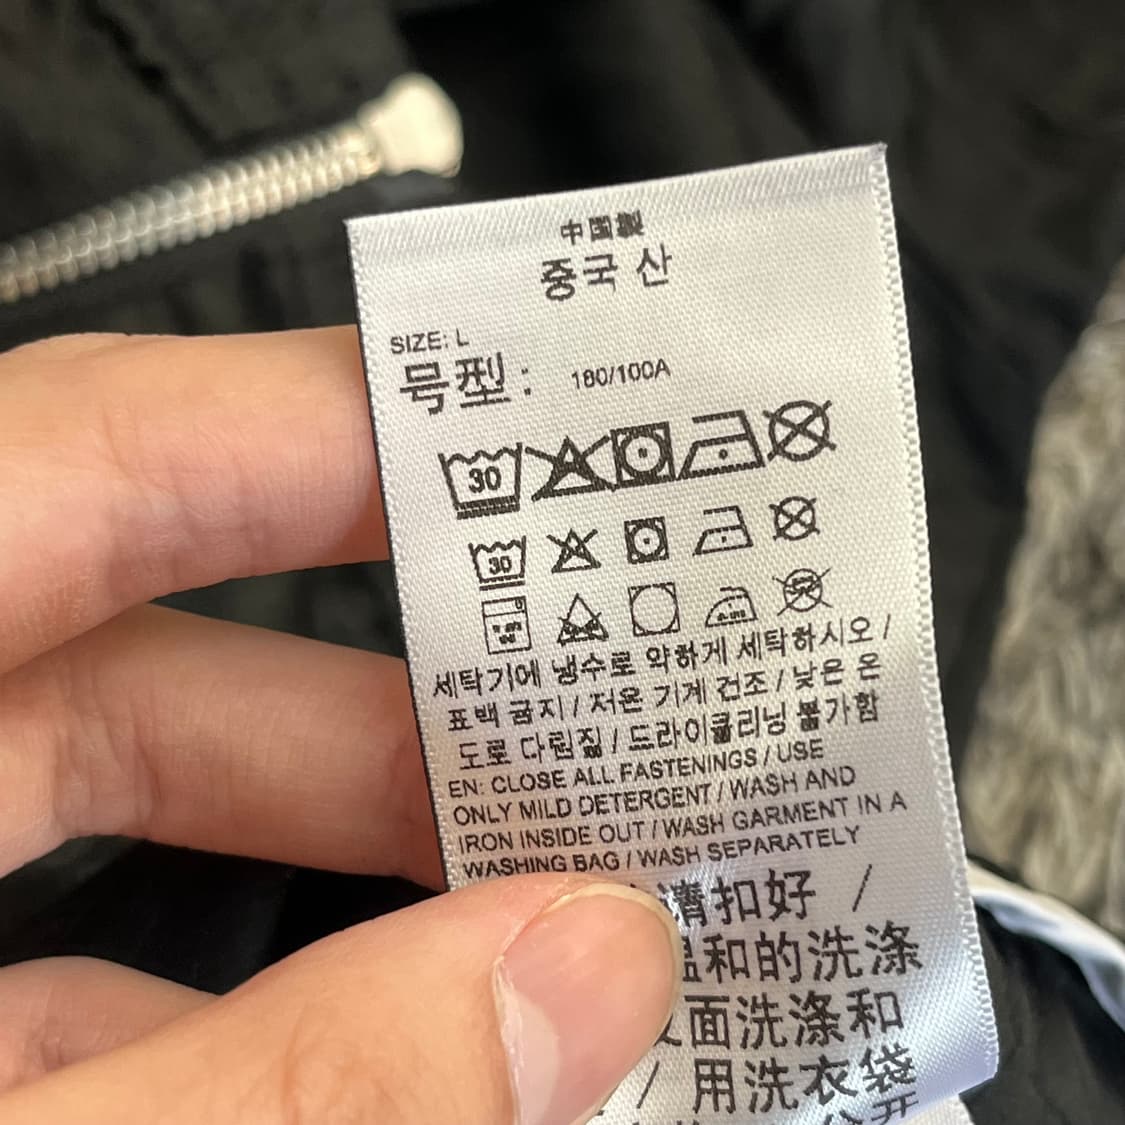 中国製
중국 산
SIZE: L
号型: 180/100A
30
30
세탁기에 냉수로 약하게 세탁하시오 /
표백 금지 / 저온 기계 건조 / 낮은 온
도로 다림질 / 드라이클리닝 불가함
EN: CLOSE ALL FASTENINGS / USE
ONLY MILD DETERGENT / WASH AND
IRON INSIDE OUT / WASH GARMENT IN A
WASHING BAG / WASH SEPARATELY
扣好 /
温和的洗涤
面洗涤和
/ 用洗衣袋